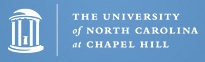 THE UNIVERSITY
of NORTH CAROLINA
at CHAPEL HILL